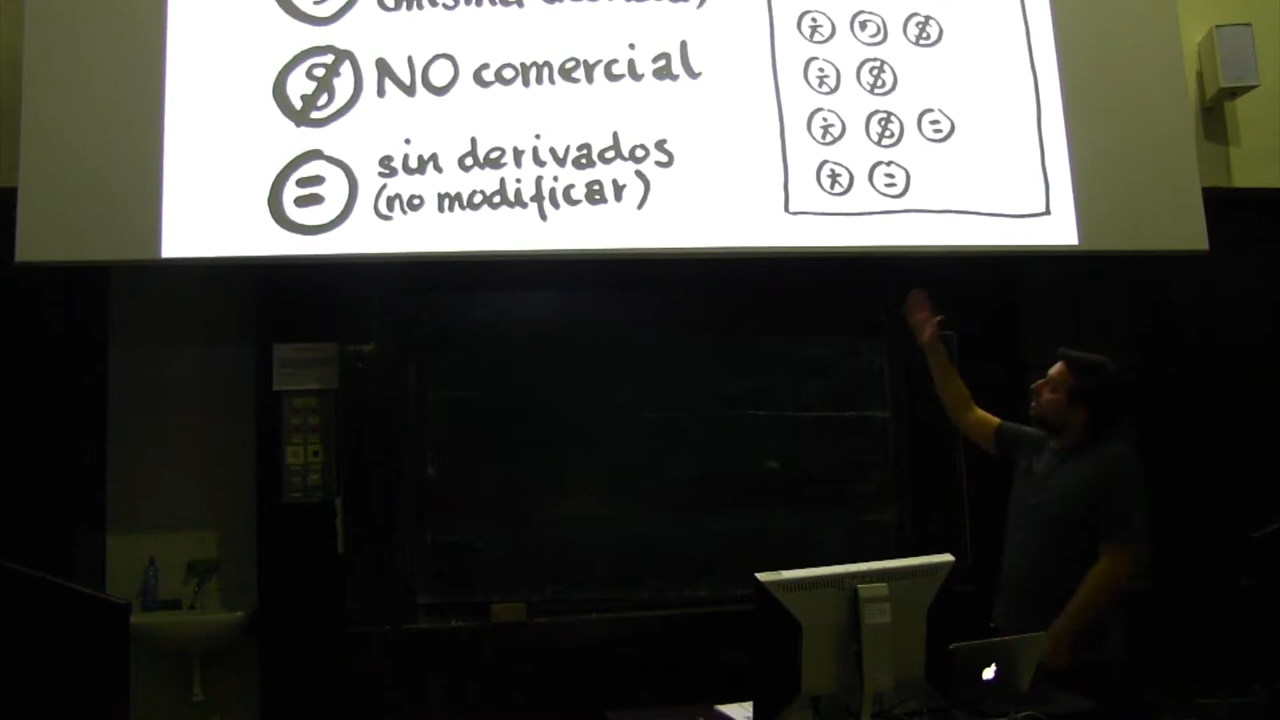 NO comercial
sin derivados
(no modificar)